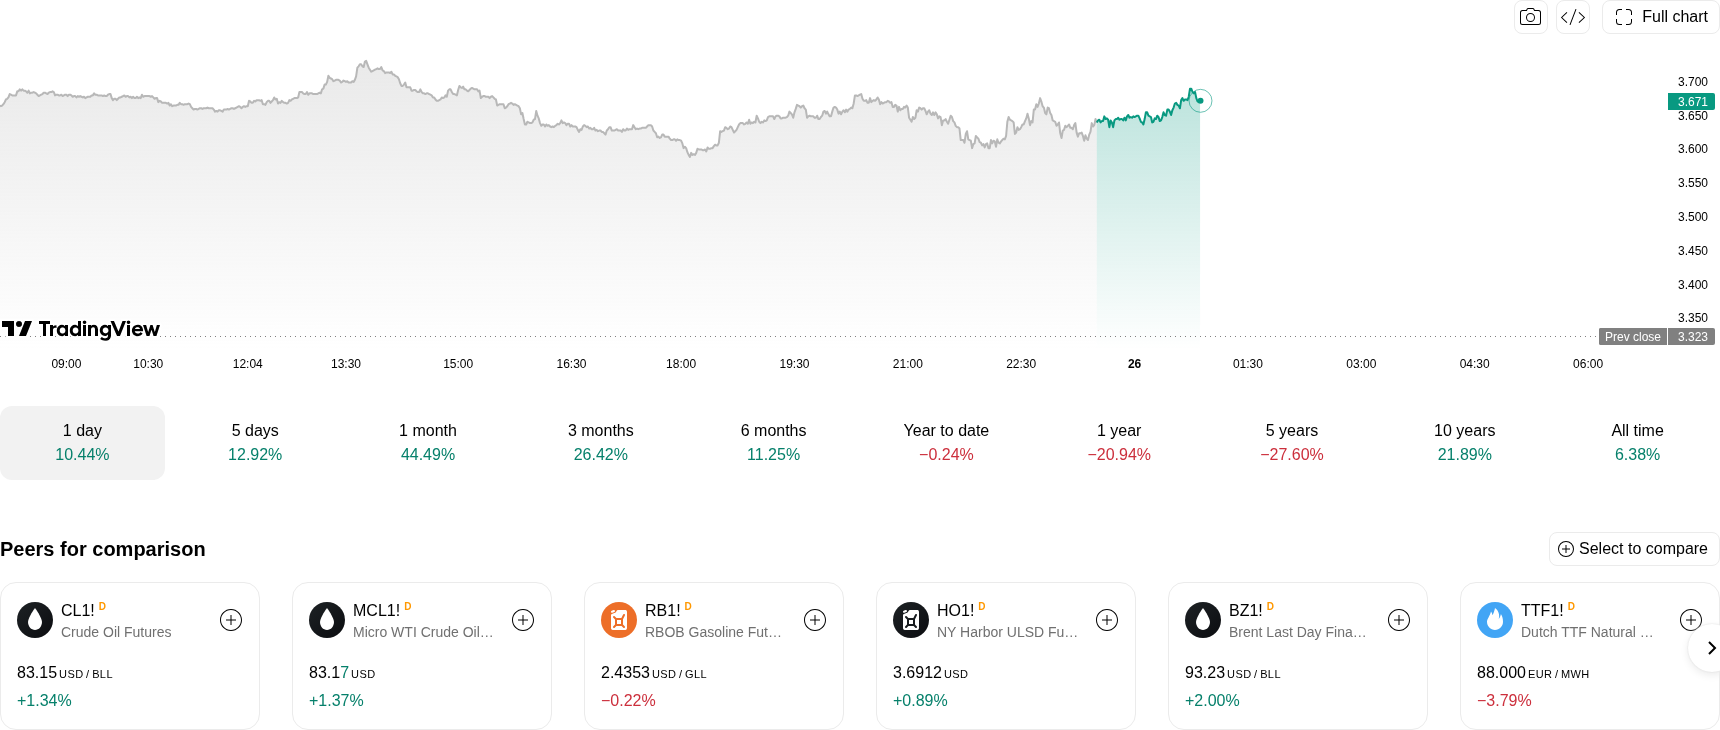 Full chart
3.700
3.671
3.650
3.600
3.550
3.500
3.450
3.400
3.350
TradingView
Prev close 3.323
09:00 10:30 12:04 13:30 15:00 16:30 18:00 19:30 21:00 22:30 26 01:30 03:00 04:30 06:00
1 day 5 days 1 month 3 months 6 months Year to date 1 year 5 years 10 years All time
10.44% 12.92% 44.49% 26.42% 11.25% −0.24% −20.94% −27.60% 21.89% 6.38%
Peers for comparison
Select to compare
CL1! D
Crude Oil Futures
83.15 USD / BLL
+1.34%
MCL1! D
Micro WTI Crude Oil…
83.17 USD
+1.37%
RB1! D
RBOB Gasoline Fut…
2.4353 USD / GLL
−0.22%
HO1! D
NY Harbor ULSD Fu…
3.6912 USD
+0.89%
BZ1! D
Brent Last Day Fina…
93.23 USD / BLL
+2.00%
TTF1! D
Dutch TTF Natural …
88.000 EUR / MWH
−3.79%